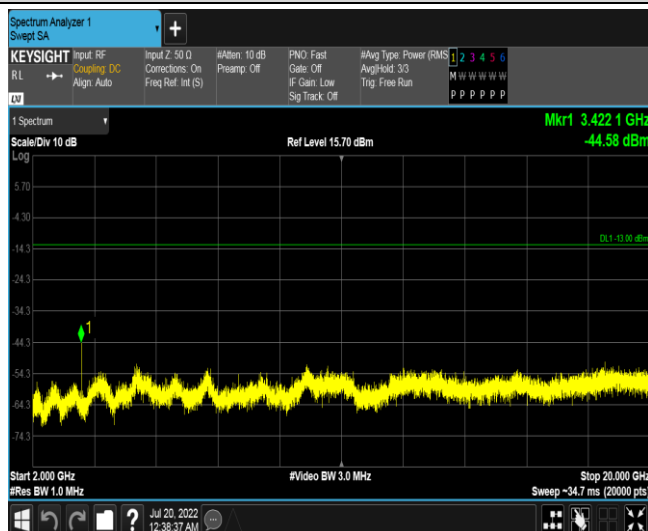 Spectrum Analyzer 1
Swept SA
+
KEYSIGHT
RL
LXI
Input: RF
Coupling: DC
Align: Auto
Input Z: 50 Ω
Corrections: On
Freq Ref: Int (S)
#Atten: 10 dB
Preamp: Off
PNO: Fast
Gate: Off
IF Gain: Low
Sig Track: Off
#Avg Type: Power (RMS
Avg|Hold: 3/3
Trig: Free Run
1 2 3 4 5 6
M W W W W W
P P P P P P
1 Spectrum
Mkr1 3.422 1 GHz
Scale/Div 10 dB
Ref Level 15.70 dBm
-44.58 dBm
Log
5.70
-4.30
DL1 -13.00 dBm
-14.3
-24.3
-34.3
1
-44.3
-54.3
-64.3
-74.3
Start 2.000 GHz
#Video BW 3.0 MHz
Stop 20.000 GHz
#Res BW 1.0 MHz
Sweep ~34.7 ms (20000 pts)
?
Jul 20, 2022
12:38:37 AM